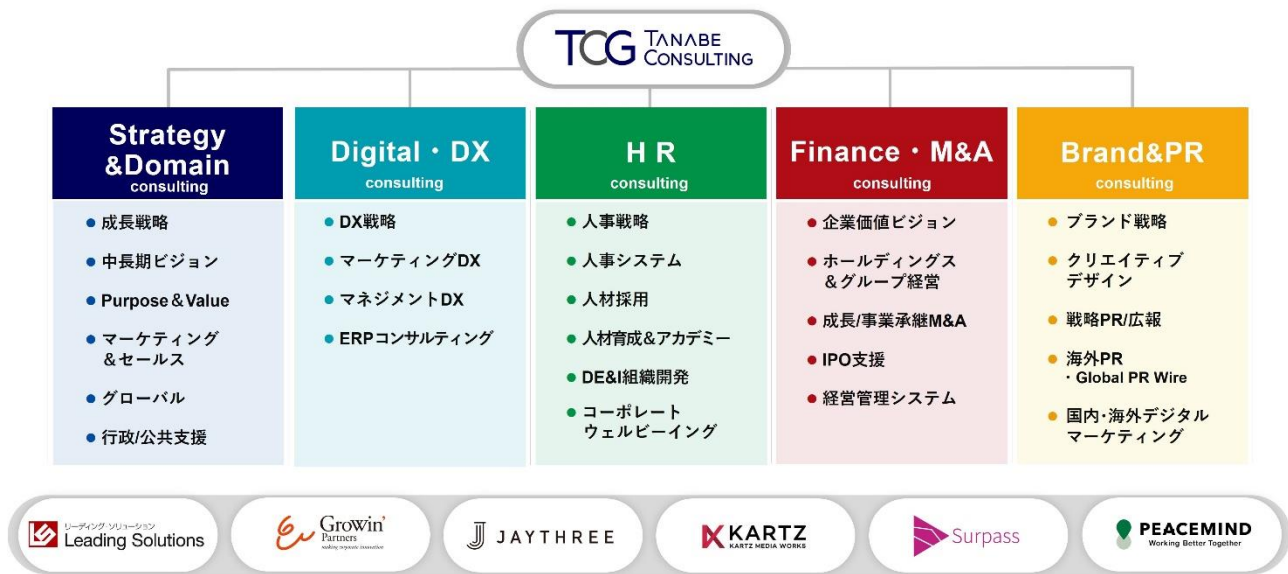 TCG TANABE CONSULTING
Strategy
&Domain
consulting
成長戦略
中長期ビジョン
Purpose＆Value
マーケティング
＆セールス
グローバル
行政/公共支援
Digital・DX
consulting
DX戦略
マーケティングDX
マネジメントDX
ERPコンサルティング
H R
consulting
人事戦略
人事システム
人材採用
人材育成&アカデミー
DE&I組織開発
コーポレート
ウェルビーイング
Finance・M&A
consulting
企業価値ビジョン
ホールディングス
＆グループ経営
成長/事業承継M&A
IPO支援
経営管理システム
Brand&PR
consulting
ブランド戦略
クリエイティブ
デザイン
戦略PR/広報
海外PR
・Global PR Wire
国内・海外デジタル
マーケティング
リーディング・ソリューション
Leading Solutions
GroWin'
Partners
making corporate innovation
JAYTHREE
KARTZ
KARTZ MEDIA WORKS
Surpass
PEACEMIND
Working Better Together